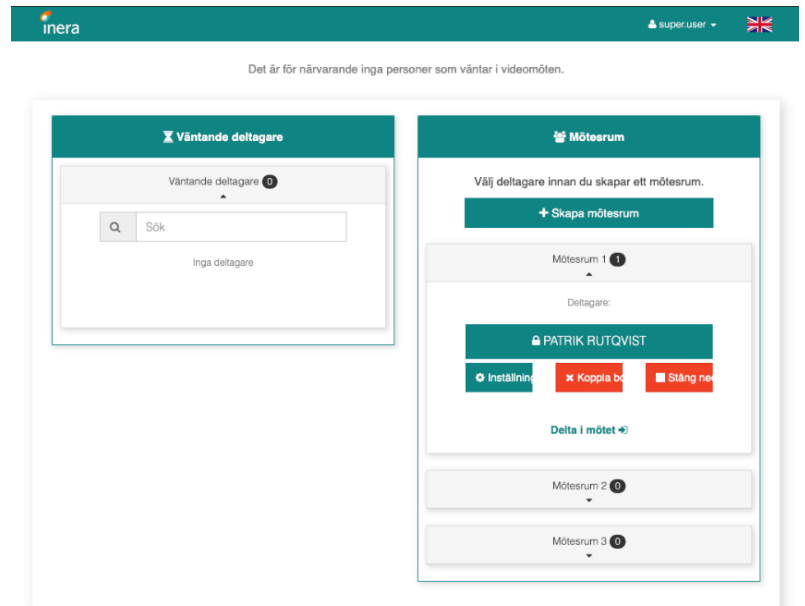 inera
super.user
Det är för närvarande inga personer som väntar i videomöten.
Väntande deltagare
Väntande deltagare 0
Sök
Inga deltagare
Mötesrum
Välj deltagare innan du skapar ett mötesrum.
+ Skapa mötesrum
Mötesrum 1 1
Deltagare:
PATRIK RUTQVIST
Inställning
Koppla bo
Stäng ned
Delta i mötet
Mötesrum 2 0
Mötesrum 3 0